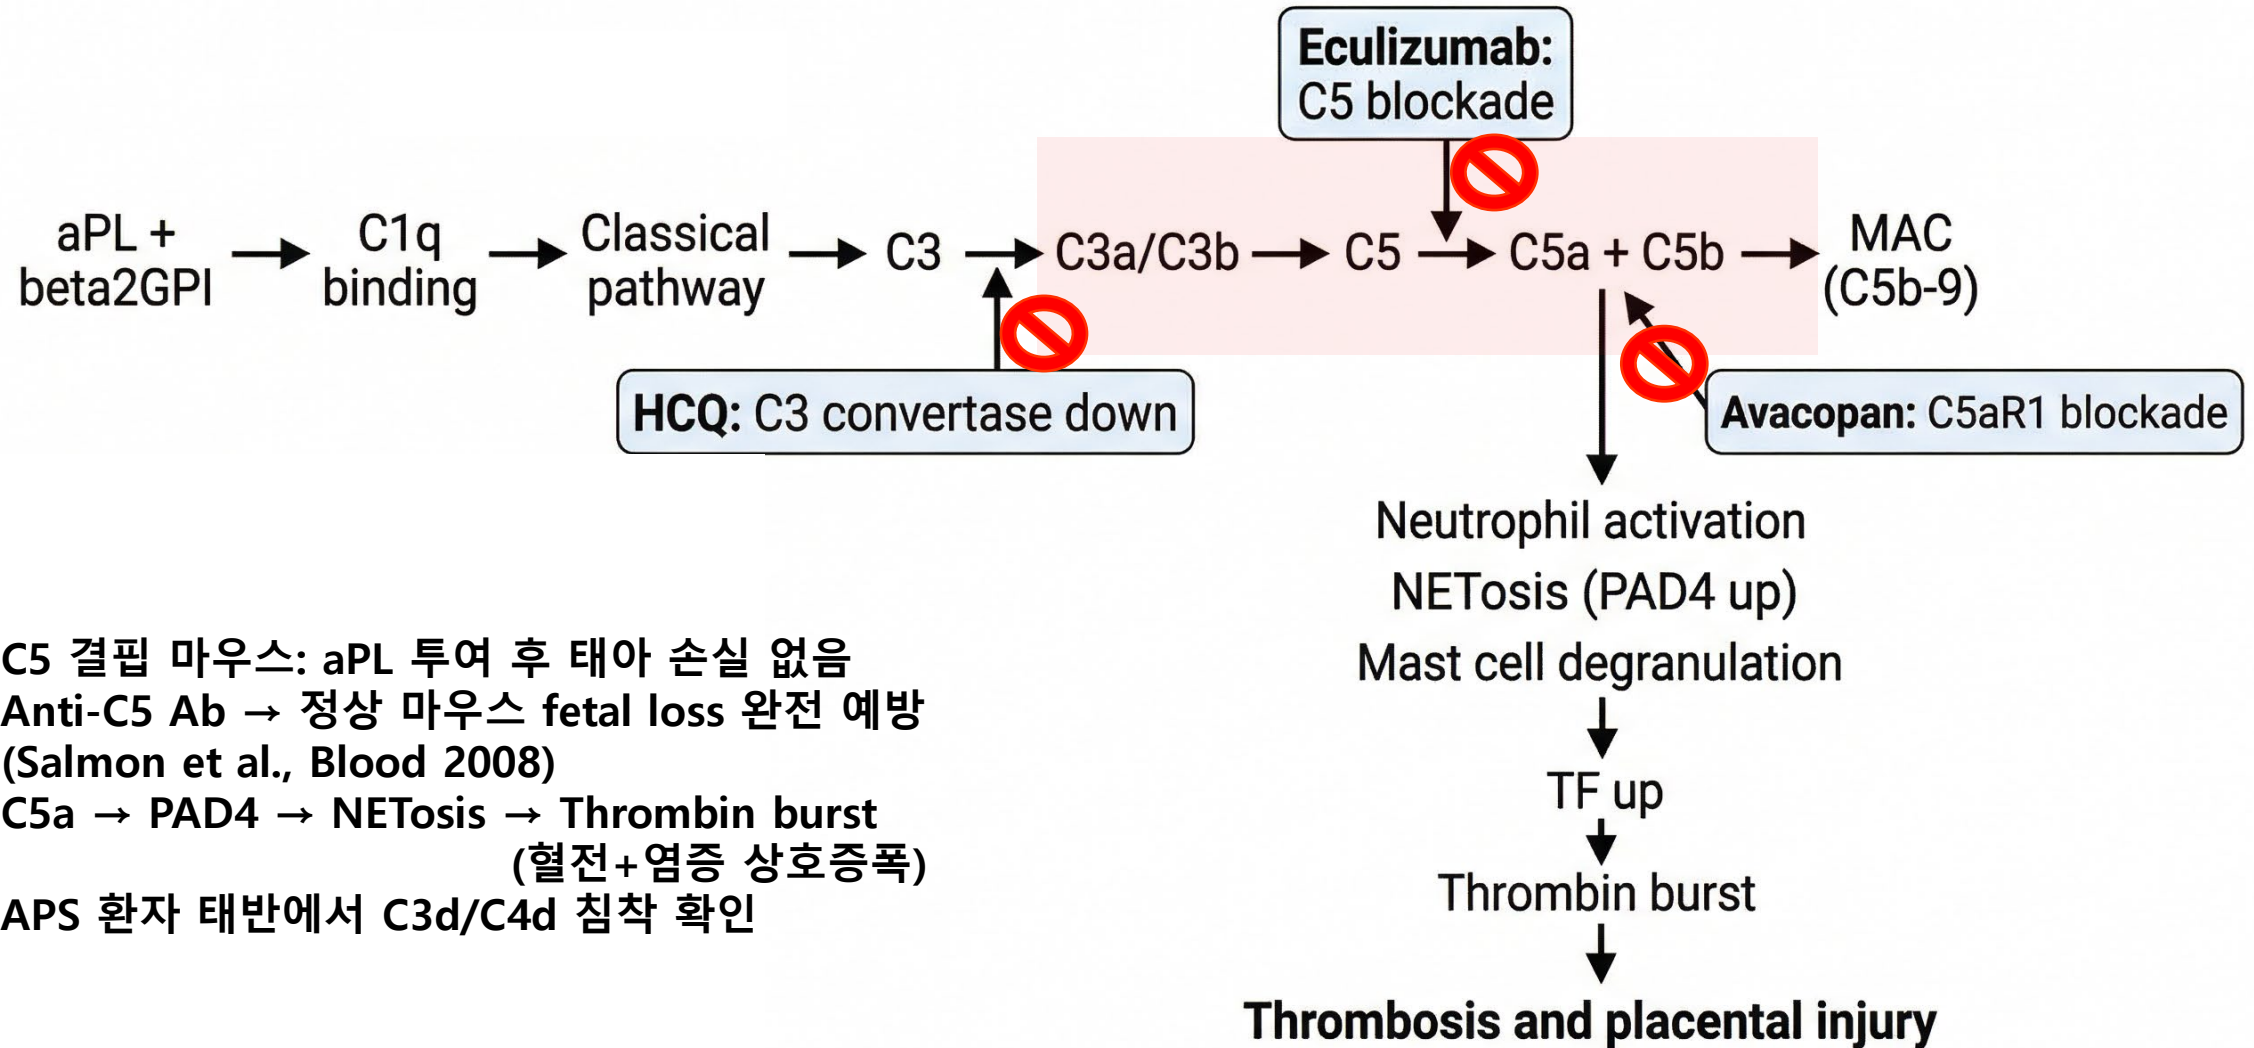 Eculizumab:
C5 blockade
aPL +
beta2GPI
C1q
binding
Classical
pathway
C3
C3a/C3b
C5
C5a + C5b
MAC
(C5b-9)
HCQ: C3 convertase down
Avacopan: C5aR1 blockade
Neutrophil activation
NETosis (PAD4 up)
Mast cell degranulation
TF up
Thrombin burst
Thrombosis and placental injury
C5 결핍 마우스: aPL 투여 후 태아 손실 없음
Anti-C5 Ab → 정상 마우스 fetal loss 완전 예방
(Salmon et al., Blood 2008)
C5a → PAD4 → NETosis → Thrombin burst
(혈전+염증 상호증폭)
APS 환자 태반에서 C3d/C4d 침착 확인